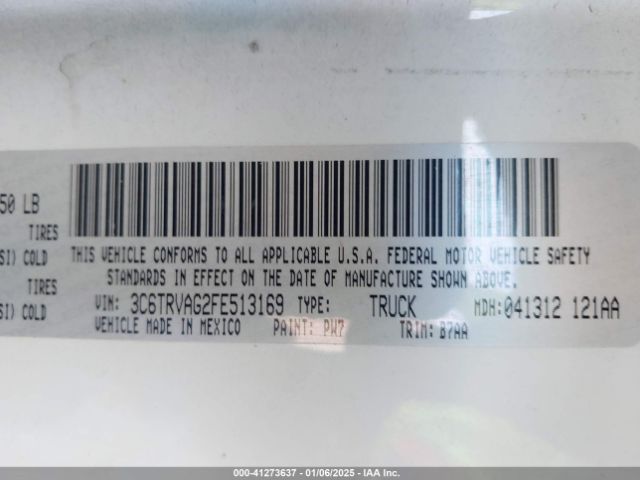 50 LB
TIRES
SI) COLD
TIRES
SI) COLD
THIS VEHICLE CONFORMS TO ALL APPLICABLE U.S.A. FEDERAL MOTOR VEHICLE SAFETY
STANDARDS IN EFFECT ON THE DATE OF MANUFACTURE SHOWN ABOVE.
VIN: 3C6TRVAG2FE513169 TYPE: TRUCK MDH: 041312 121AA
VEHICLE MADE IN MEXICO PAINT: PW7 TRIM: B7AA
00-41273637 - 01/06/2025 - IAA Inc.